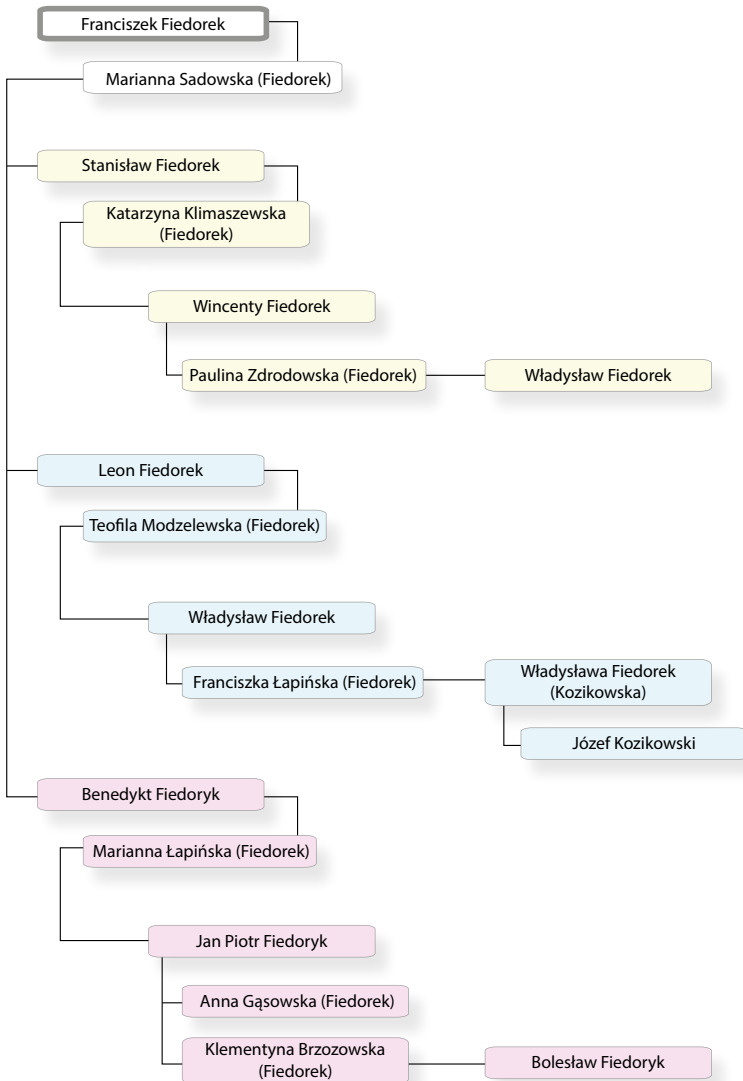 Franciszek Fiedorek
Marianna Sadowska (Fiedorek)
Stanisław Fiedorek
Katarzyna Klimaszewska
(Fiedorek)
Wincenty Fiedorek
Paulina Zdrodowska (Fiedorek)
Władysław Fiedorek
Leon Fiedorek
Teofila Modzelewska (Fiedorek)
Władysław Fiedorek
Franciszka Łapińska (Fiedorek)
Władysława Fiedorek
(Kozikowska)
Józef Kozikowski
Benedykt Fiedoryk
Marianna Łapińska (Fiedorek)
Jan Piotr Fiedoryk
Anna Gąsowska (Fiedorek)
Klementyna Brzozowska
(Fiedorek)
Bolesław Fiedoryk